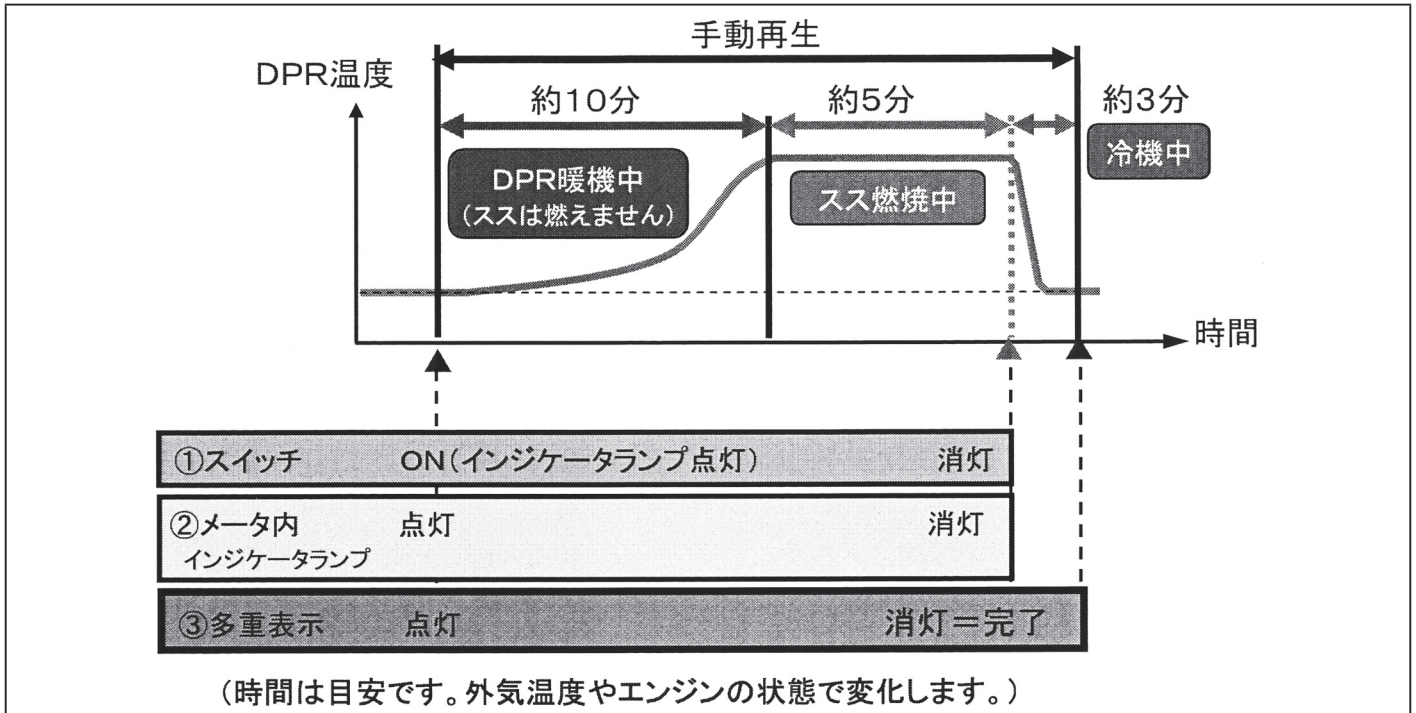 手動再生
DPR温度
約10分
約5分
約3分
DPR暖機中
(ススは燃えません)
スス燃焼中
冷機中
時間
①スイッチ ON(インジケータランプ点灯) 消灯
②メータ内 点灯 消灯
インジケータランプ
③多重表示 点灯 消灯=完了
(時間は目安です。外気温度やエンジンの状態で変化します。)